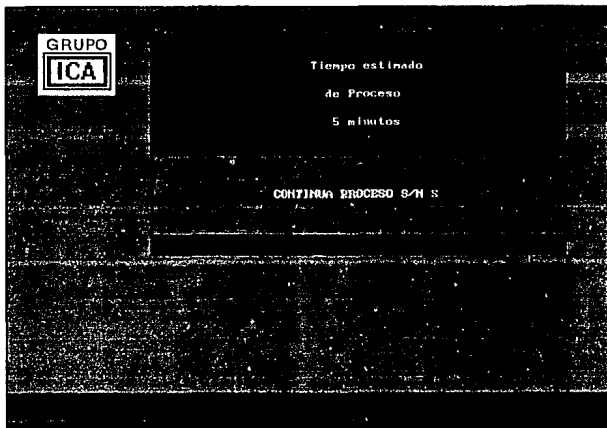 GRUPO
ICA
Tiempo estimado
de Proceso
5 minutos
CONTINUA PROCESO S/N S